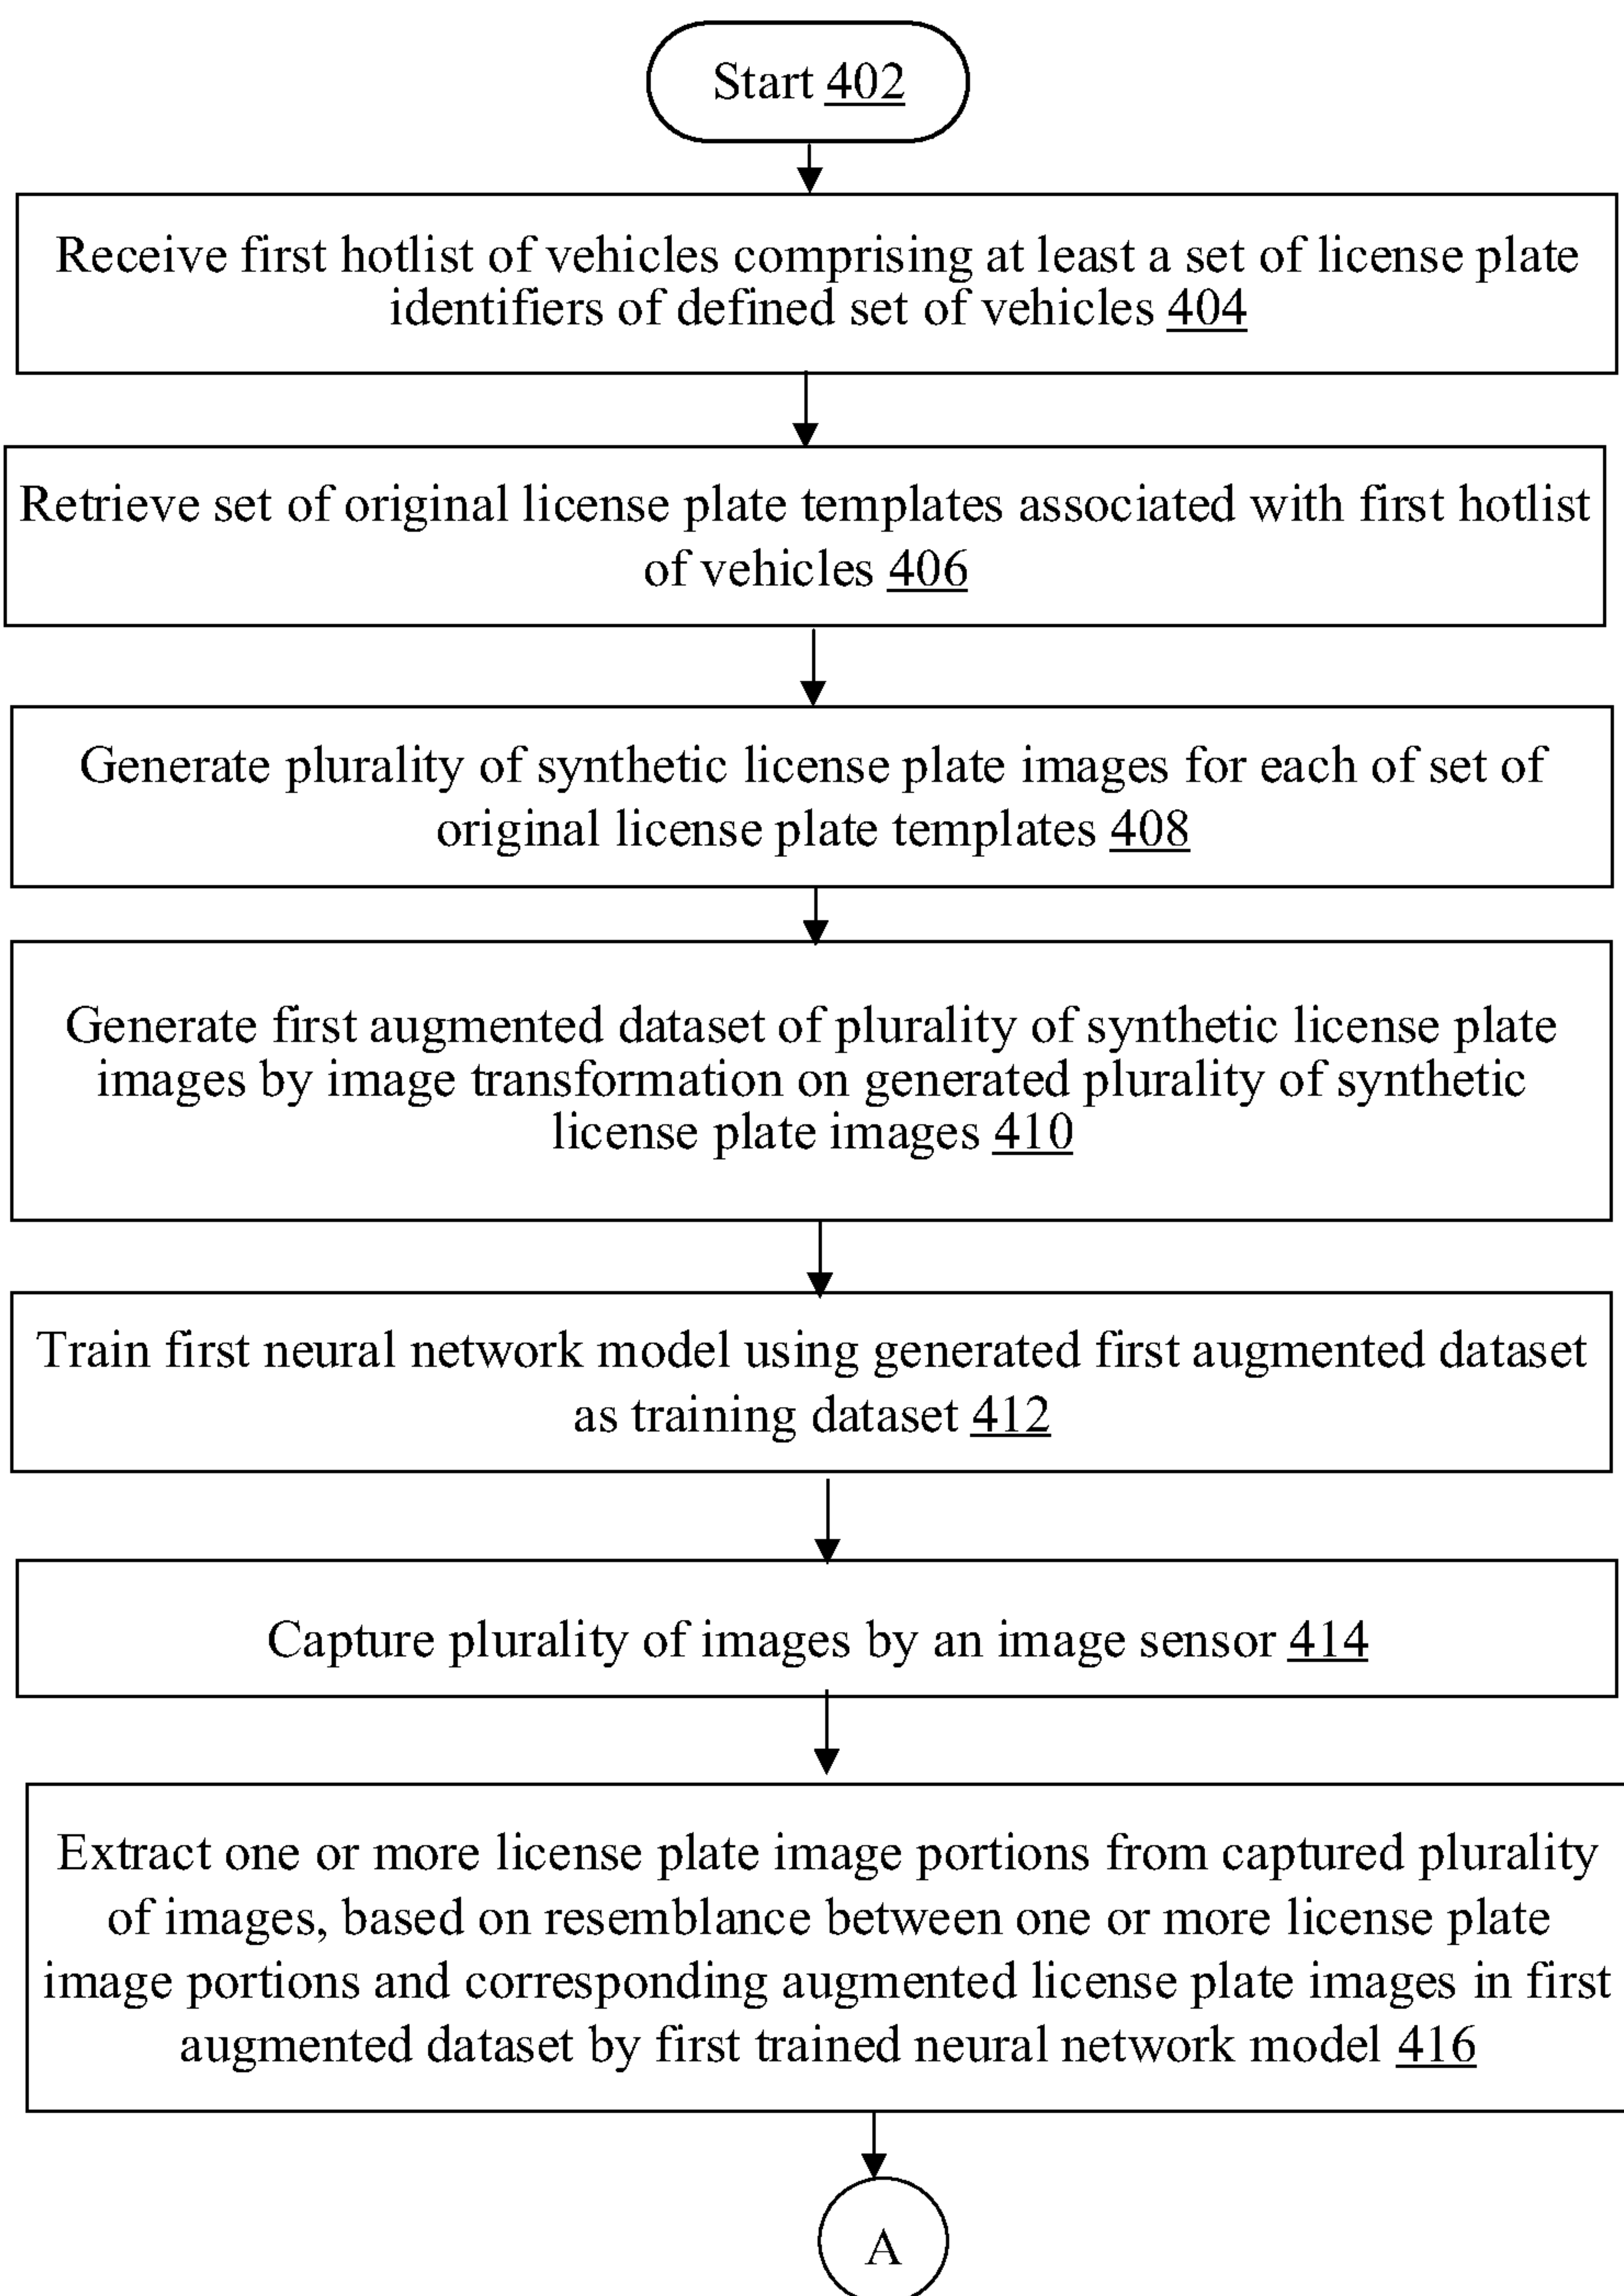 Start 402
Receive first hotlist of vehicles comprising at least a set of license plate
identifiers of defined set of vehicles 404
Retrieve set of original license plate templates associated with first hotlist
of vehicles 406
Generate plurality of synthetic license plate images for each of set of
original license plate templates 408
Generate first augmented dataset of plurality of synthetic license plate
images by image transformation on generated plurality of synthetic
license plate images 410
Train first neural network model using generated first augmented dataset
as training dataset 412
Capture plurality of images by an image sensor 414
Extract one or more license plate image portions from captured plurality
of images, based on resemblance between one or more license plate
image portions and corresponding augmented license plate images in first
augmented dataset by first trained neural network model 416
A